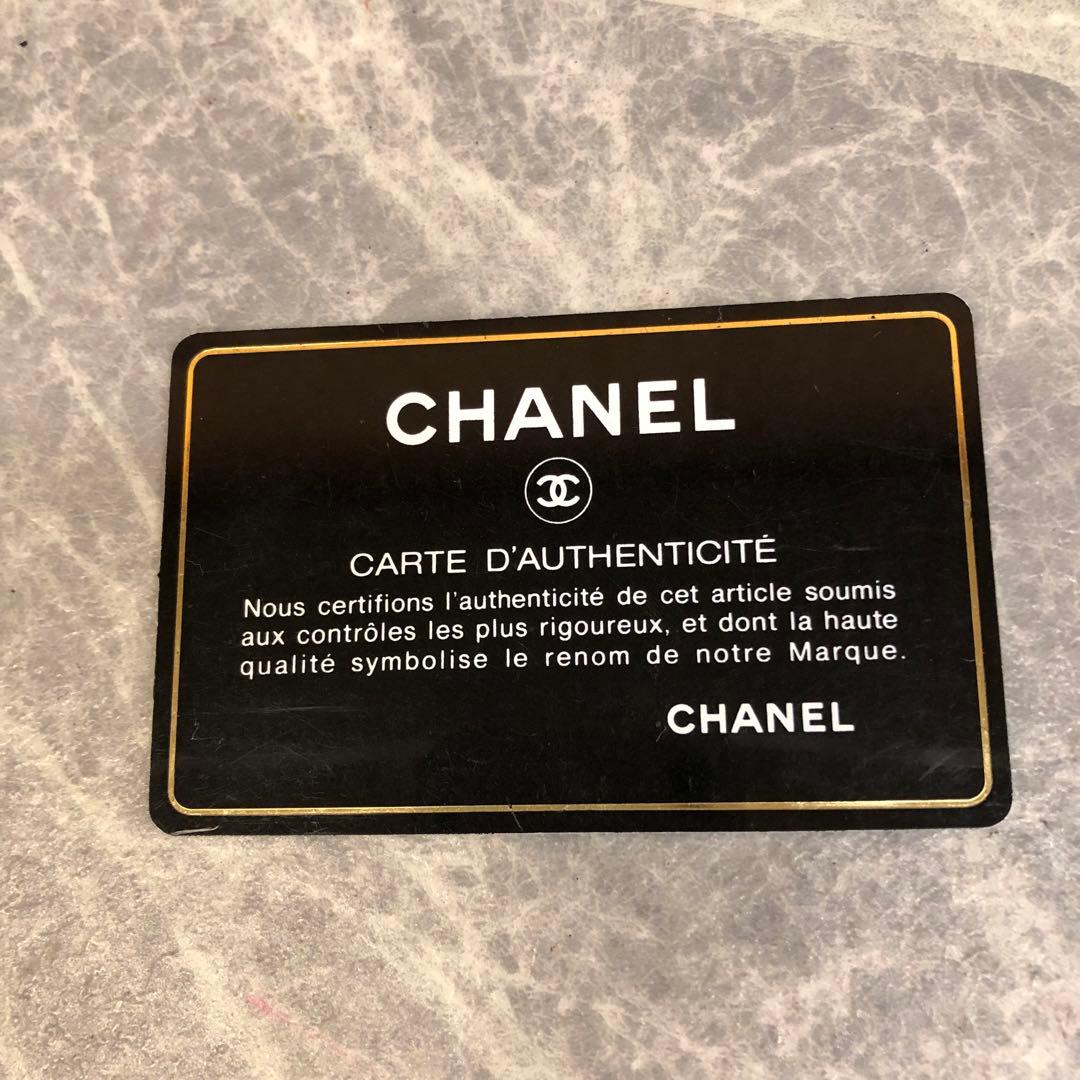 CHANEL
CARTE D'AUTHENTICITÉ
Nous certifions l'authenticité de cet article soumis
aux contrôles les plus rigoureux, et dont la haute
qualité symbolise le renom de notre Marque.
CHANEL